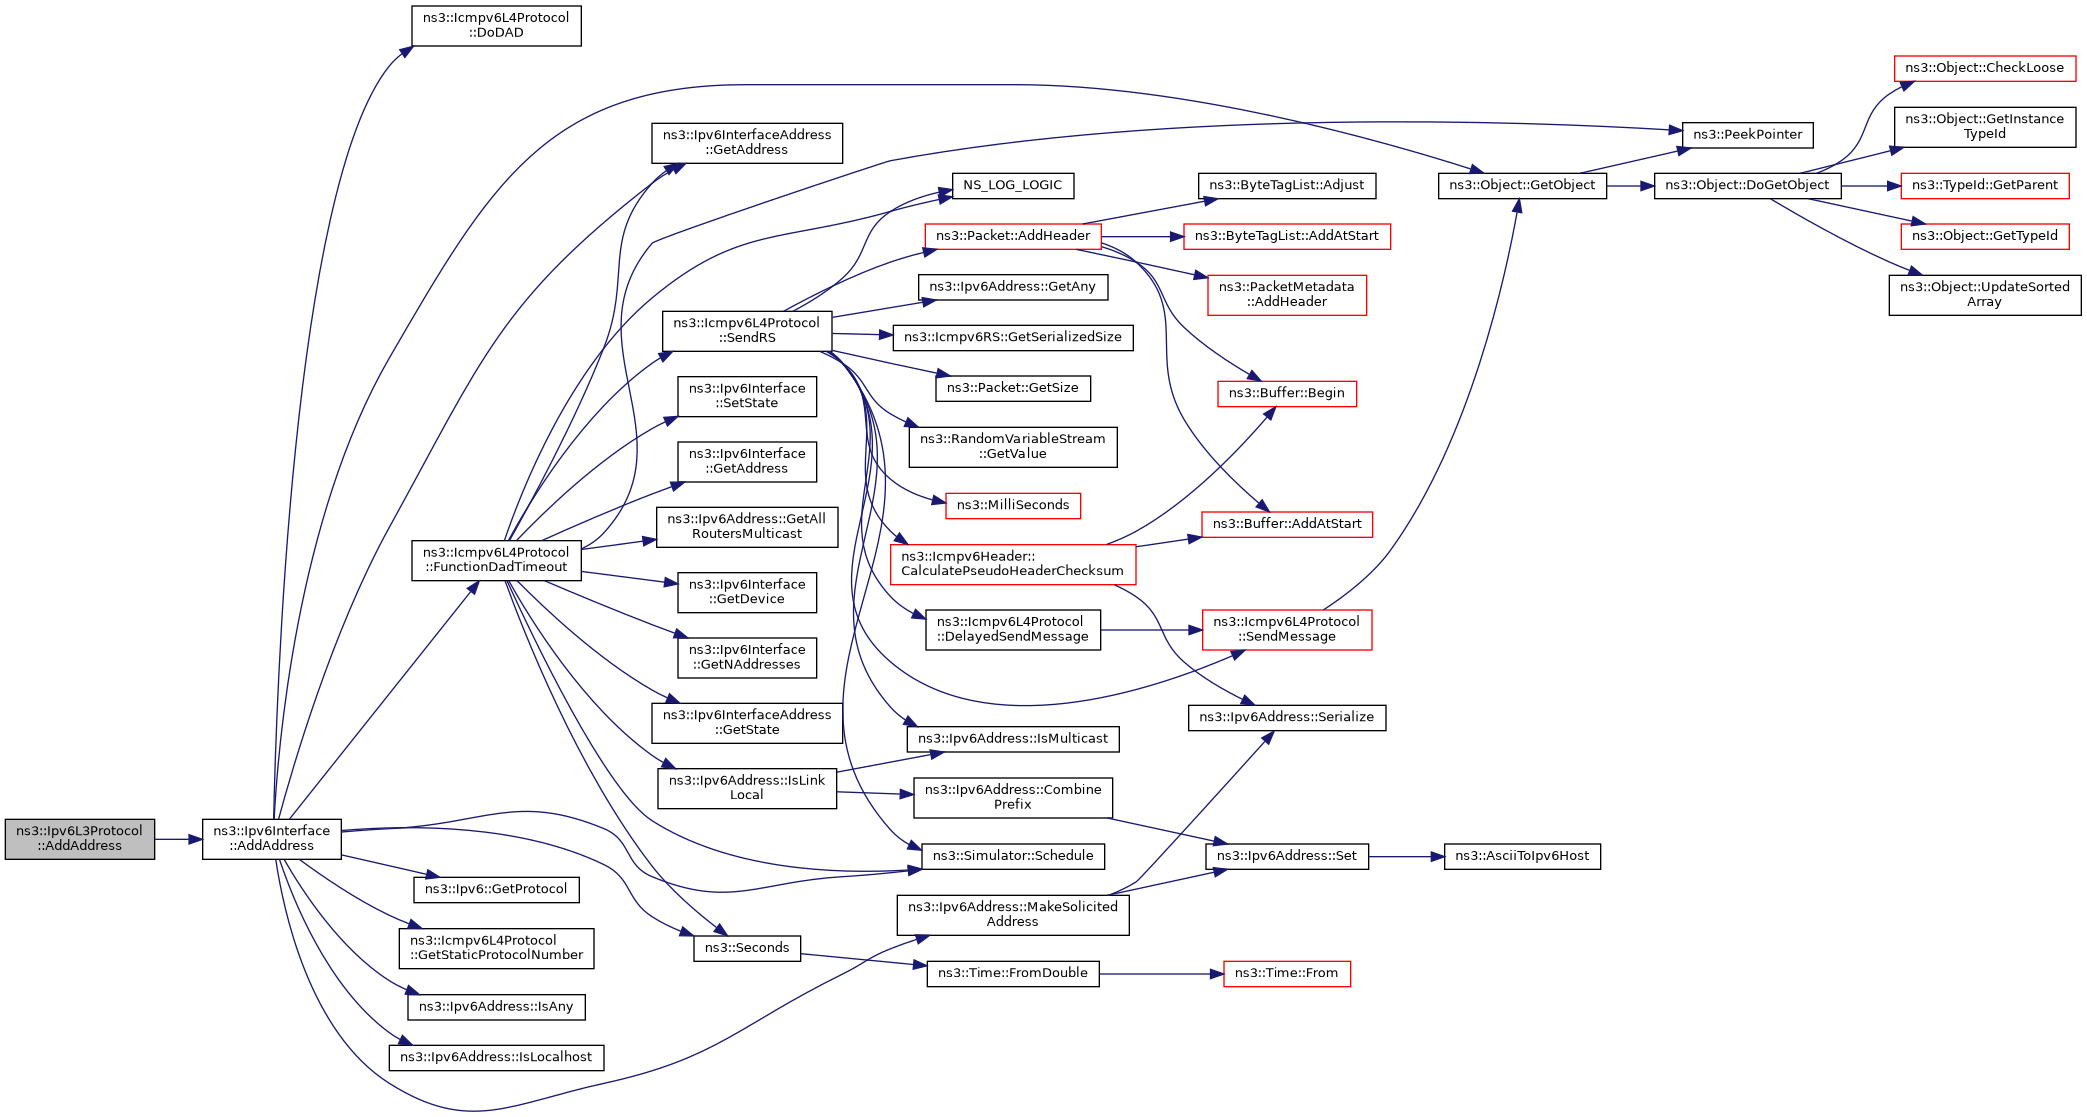 ns3::Ipv6L3Protocol
::AddAddress
ns3::Ipv6Interface
::AddAddress
ns3::Icmpv6L4Protocol
::DoDAD
ns3::Icmpv6L4Protocol
::FunctionDadTimeout
ns3::Ipv6::GetProtocol
ns3::Icmpv6L4Protocol
::GetStaticProtocolNumber
ns3::Ipv6Address::IsAny
ns3::Ipv6Address::IsLocalhost
ns3::Ipv6InterfaceAddress
::GetAddress
ns3::Icmpv6L4Protocol
::SendRS
ns3::Ipv6Interface
::SetState
ns3::Ipv6Interface
::GetAddress
ns3::Ipv6Address::GetAll
RoutersMulticast
ns3::Ipv6Interface
::GetDevice
ns3::Ipv6Interface
::GetNAddresses
ns3::Ipv6InterfaceAddress
::GetState
ns3::Ipv6Address::IsLink
Local
ns3::Seconds
NS_LOG_LOGIC
ns3::Packet::AddHeader
ns3::Ipv6Address::GetAny
ns3::Icmpv6RS::GetSerializedSize
ns3::Packet::GetSize
ns3::RandomVariableStream
::GetValue
ns3::MilliSeconds
ns3::Icmpv6Header::
CalculatePseudoHeaderChecksum
ns3::Icmpv6L4Protocol
::DelayedSendMessage
ns3::Ipv6Address::IsMulticast
ns3::Ipv6Address::Combine
Prefix
ns3::Simulator::Schedule
ns3::Ipv6Address::MakeSolicited
Address
ns3::Time::FromDouble
ns3::ByteTagList::Adjust
ns3::ByteTagList::AddAtStart
ns3::PacketMetadata
::AddHeader
ns3::Buffer::Begin
ns3::Buffer::AddAtStart
ns3::Icmpv6L4Protocol
::SendMessage
ns3::Ipv6Address::Serialize
ns3::Ipv6Address::Set
ns3::Time::From
ns3::Object::GetObject
ns3::AsciiToIpv6Host
ns3::PeekPointer
ns3::Object::DoGetObject
ns3::Object::CheckLoose
ns3::Object::GetInstance
TypeId
ns3::TypeId::GetParent
ns3::Object::GetTypeId
ns3::Object::UpdateSorted
Array